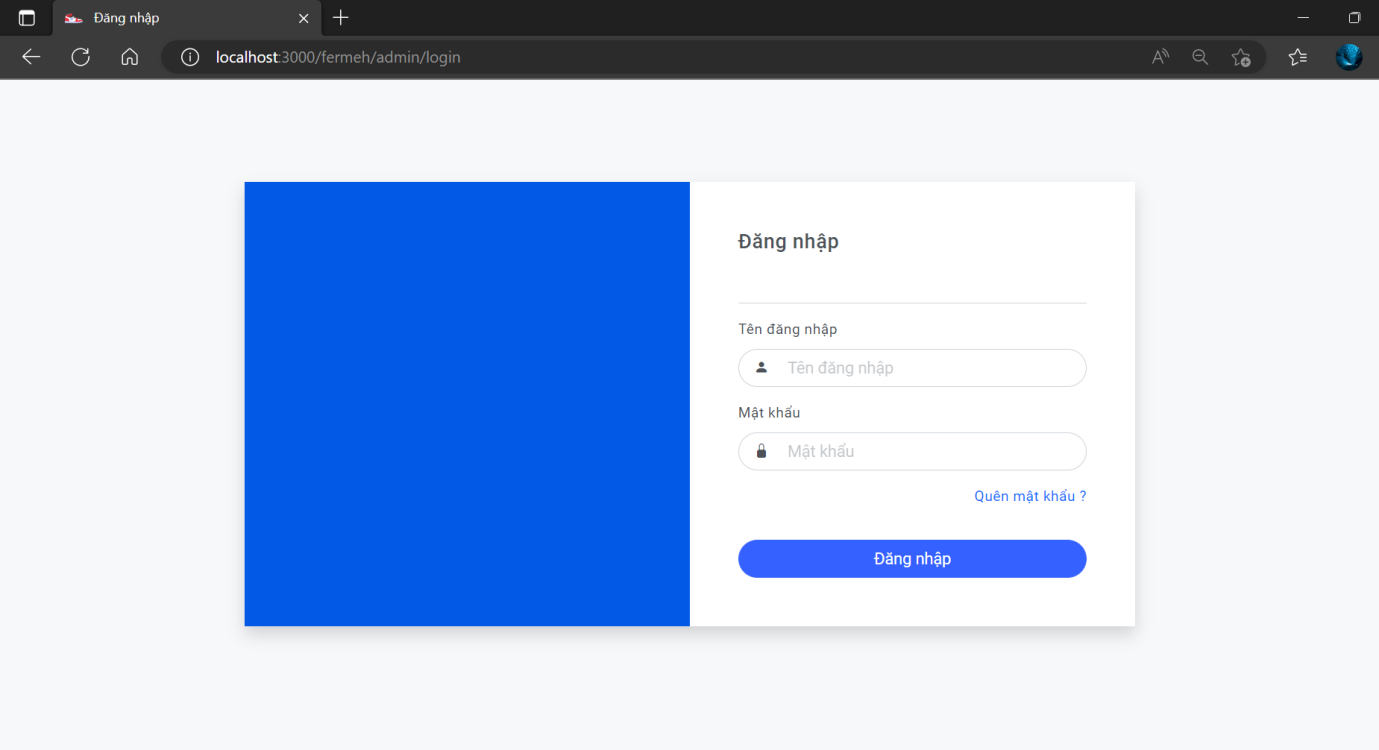 Đăng nhập
localhost:3000/fermeh/admin/login
Đăng nhập
Tên đăng nhập
Tên đăng nhập
Mật khẩu
Mật khẩu
Quên mật khẩu ?
Đăng nhập